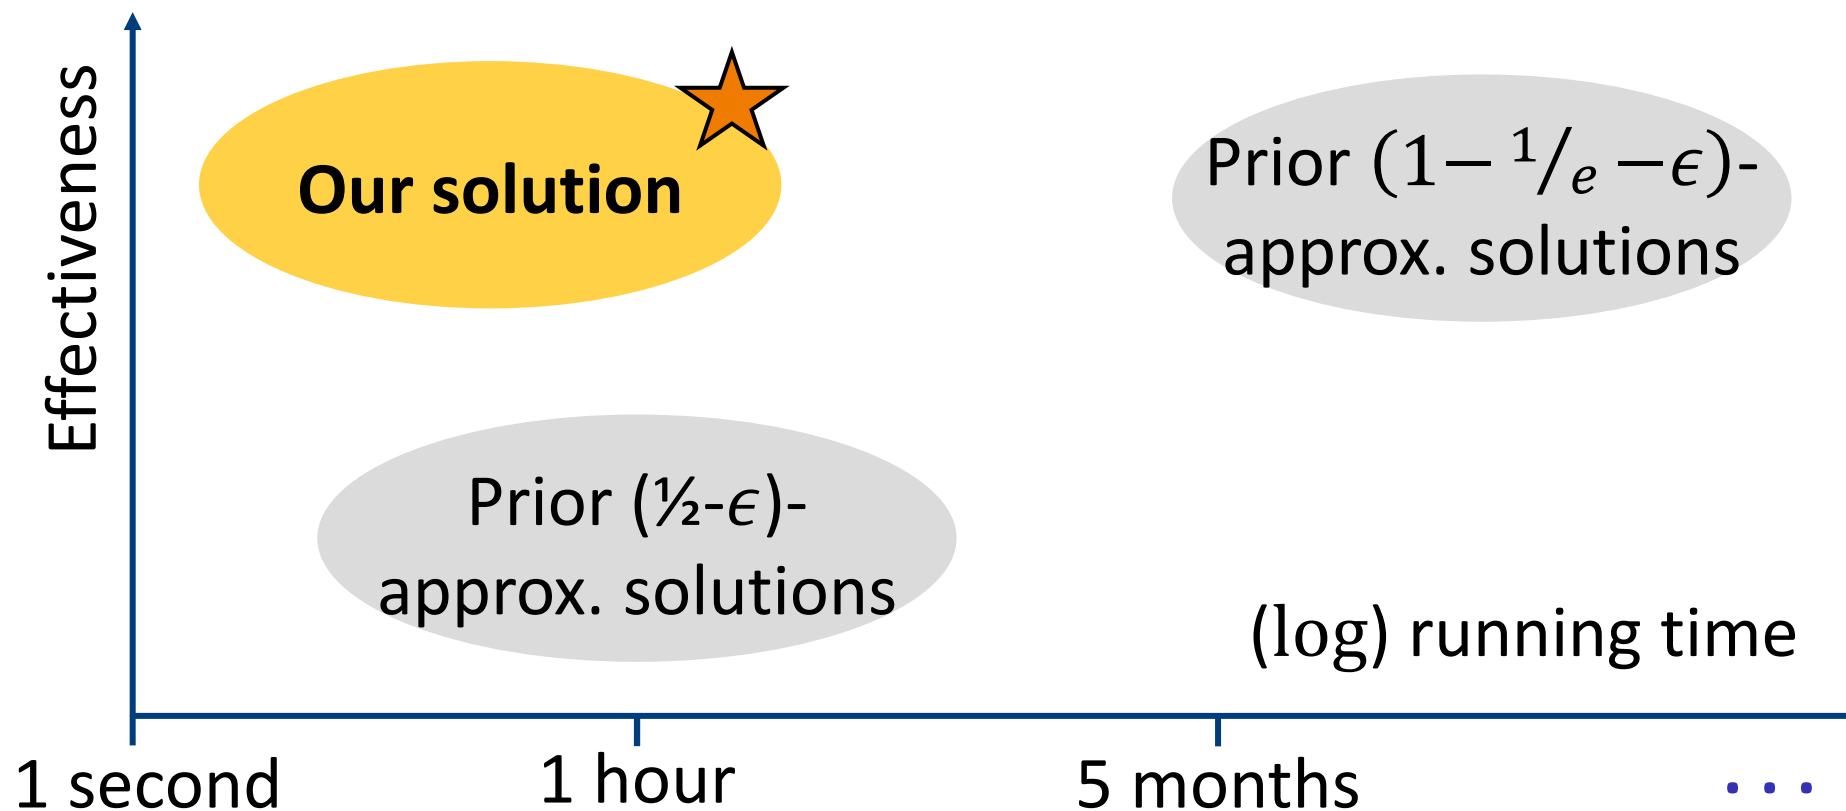 Effectiveness
Our solution
Prior (1− 1/e −ϵ)-
approx. solutions
Prior (½-ϵ)-
approx. solutions
(log) running time
1 second
1 hour
5 months
...